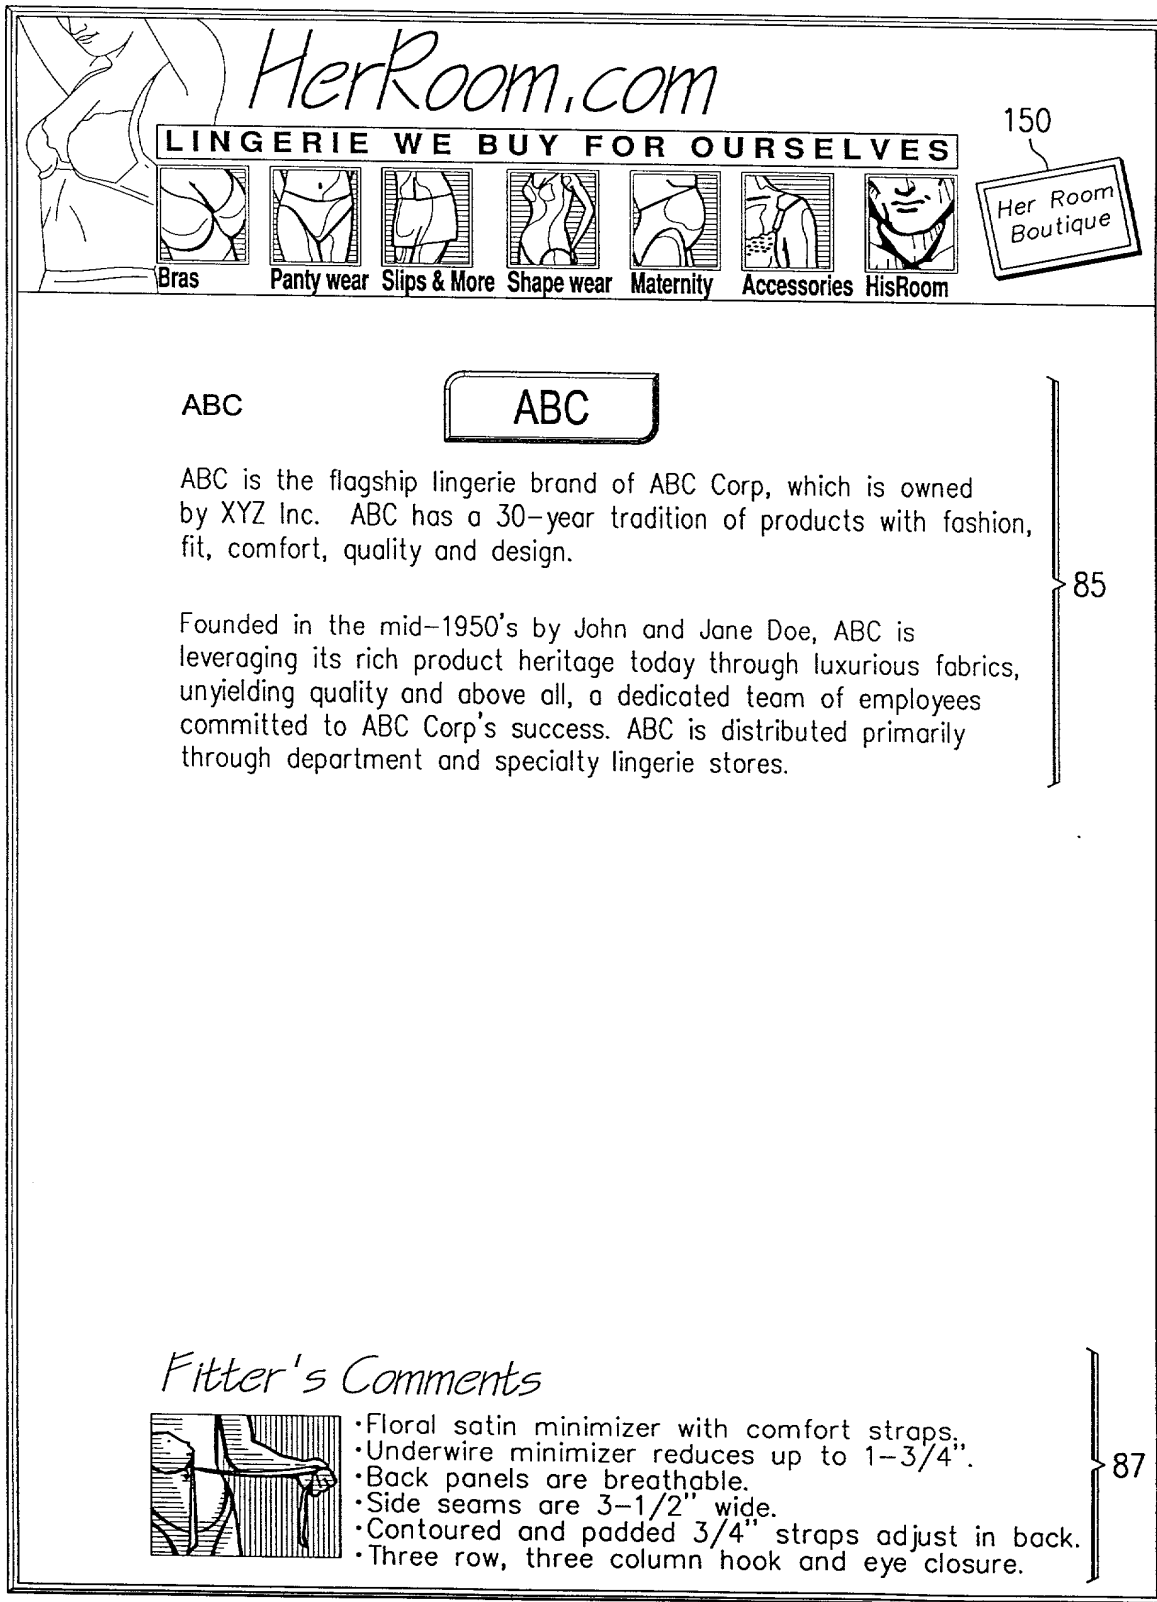 HerRoom.com
LINGERIE WE BUY FOR OURSELVES
150
Her Room
Boutique
Bras
Panty wear
Slips & More
Shape wear
Maternity
Accessories
HisRoom
ABC
ABC
ABC is the flagship lingerie brand of ABC Corp, which is owned
by XYZ Inc. ABC has a 30-year tradition of products with fashion,
fit, comfort, quality and design.
85
Founded in the mid-1950's by John and Jane Doe, ABC is
leveraging its rich product heritage today through luxurious fabrics,
unyielding quality and above all, a dedicated team of employees
committed to ABC Corp's success. ABC is distributed primarily
through department and specialty lingerie stores.
Fitter's Comments
·Floral satin minimizer with comfort straps.
·Underwire minimizer reduces up to 1-3/4".
·Back panels are breathable.
·Side seams are 3-1/2" wide.
·Contoured and padded 3/4" straps adjust in back.
·Three row, three column hook and eye closure.
87